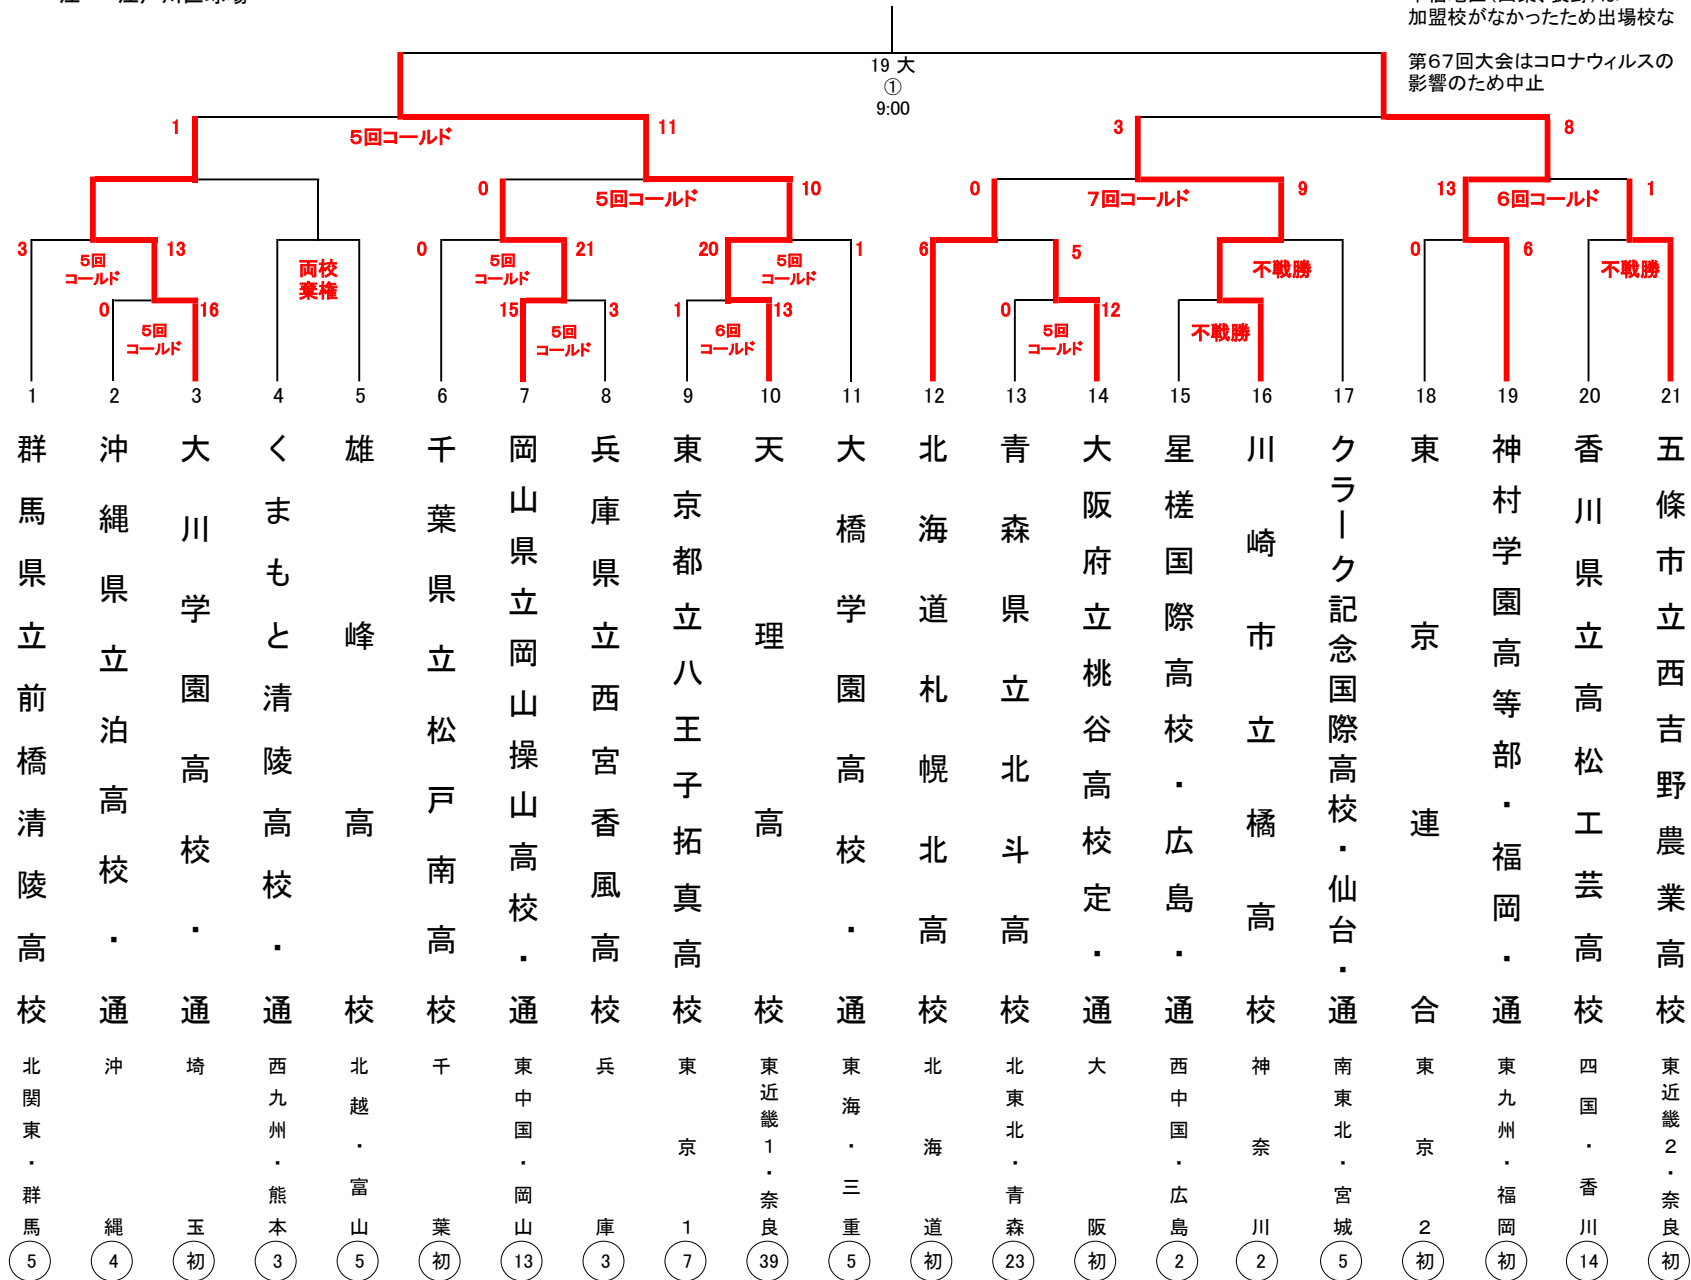 加盟校がなかったため出場校な
第67回大会はコロナウィルスの
影響のため中止
19 大
①
9:00
1
5回コールド
11
3
8
0
5回コールド
10
0
7回コールド
9
13
6回コールド
1
3
5回
コールド
13
両校
棄権
0
5回
コールド
21
20
5回
コールド
1
6
5
不戦勝
0
6
不戦勝
0
5回
コールド
16
15
5回
コールド
3
1
6回
コールド
13
0
5回
コールド
12
不戦勝
1 2 3 4 5 6 7 8 9 10 11 12 13 14 15 16 17 18 19 20 21
群馬県立前橋清陵高校
沖縄県立泊高校・通
大川学園高校・通
くまもと清陵高校・通
雄峰高校
千葉県立松戸南高校
岡山県立岡山操山高校・通
兵庫県立西宮香風高校
東京都立八王子拓真高校
天理高校
大橋学園高校・通
北海道札幌北高校
青森県立北斗高校
大阪府立桃谷高校定・通
星槎国際高校・広島・通
川崎市立橘高校
クラーク記念国際高校・仙台・通
東京連合
神村学園高等部・福岡・通
香川県立高松工芸高校
五條市立西吉野農業高校
北関東・群馬
沖縄
埼玉
西九州・熊本
北越・富山
千葉
東中国・岡山
兵庫
東京1
東近畿1・奈良
東海・三重
北海道
北東北・青森
大阪
西中国・広島
神奈川
南東北・宮城
東京2
東九州・福岡
四国・香川
東近畿2・奈良
5 4 初 3 5 初 13 3 7 39 5 初 23 初 2 2 5 初 初 14 初